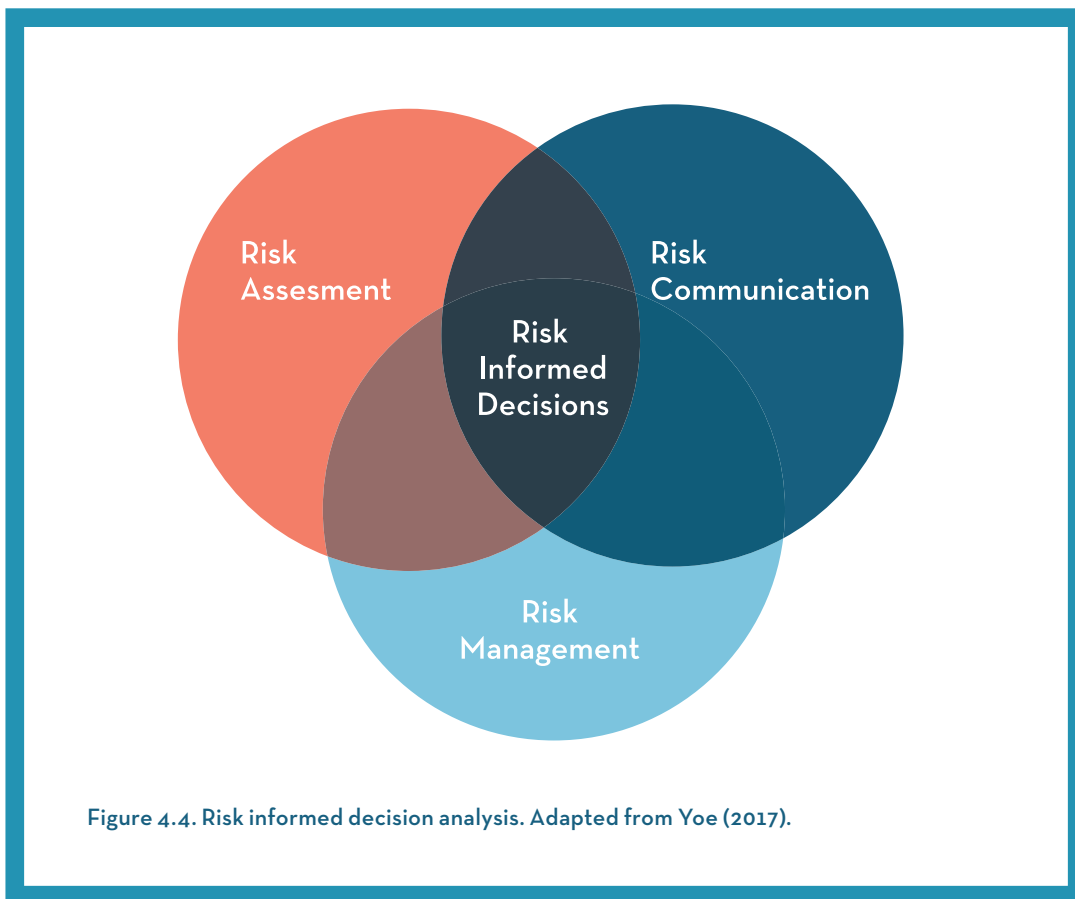 Risk
Assesment
Risk
Communication
Risk
Informed
Decisions
Risk
Management
Figure 4.4. Risk informed decision analysis. Adapted from Yoe (2017).